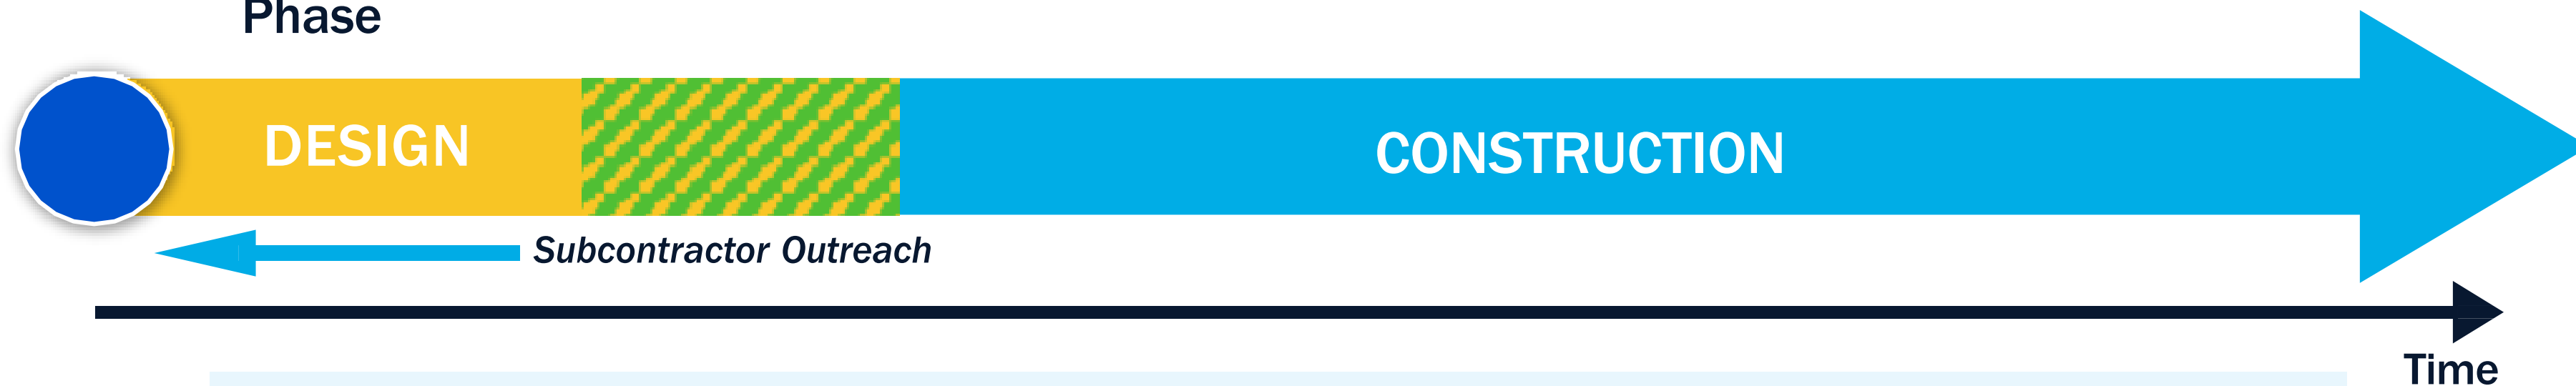 Phase
DESIGN
CONSTRUCTION
Subcontractor Outreach
Time